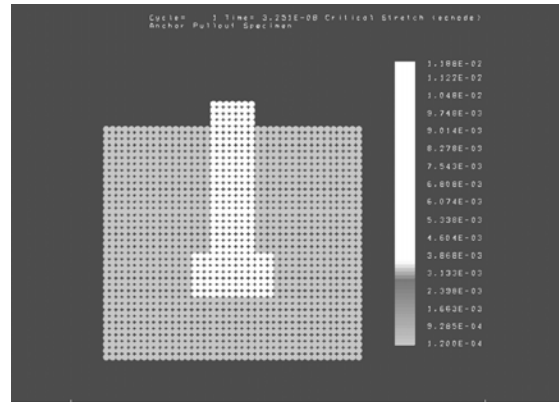 Cycle= 1 Time= 3.251E-08 Critical Stretch (ecnode)
Anchor Pullout Specimen
1.188E-02
1.122E-02
1.048E-02
9.748E-03
9.014E-03
8.278E-03
7.543E-03
6.808E-03
6.074E-03
5.338E-03
4.604E-03
3.868E-03
3.133E-03
2.398E-03
1.663E-03
9.285E-04
1.200E-04